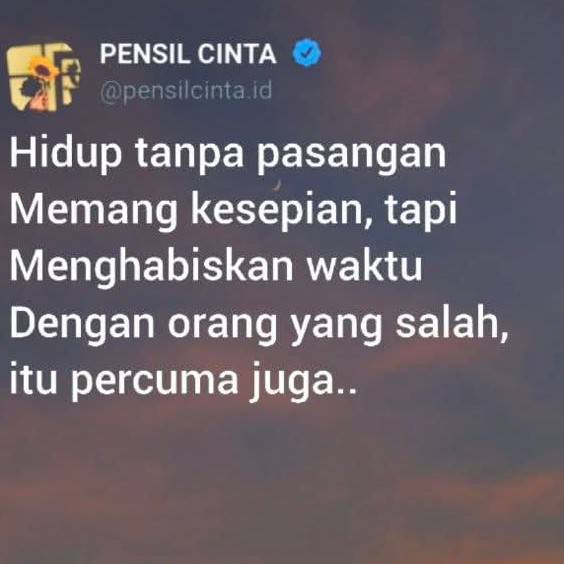 PENSIL CINTA
@pensilcinta.id
Hidup tanpa pasangan
Memang kesepian, tapi
Menghabiskan waktu
Dengan orang yang salah,
itu percuma juga..